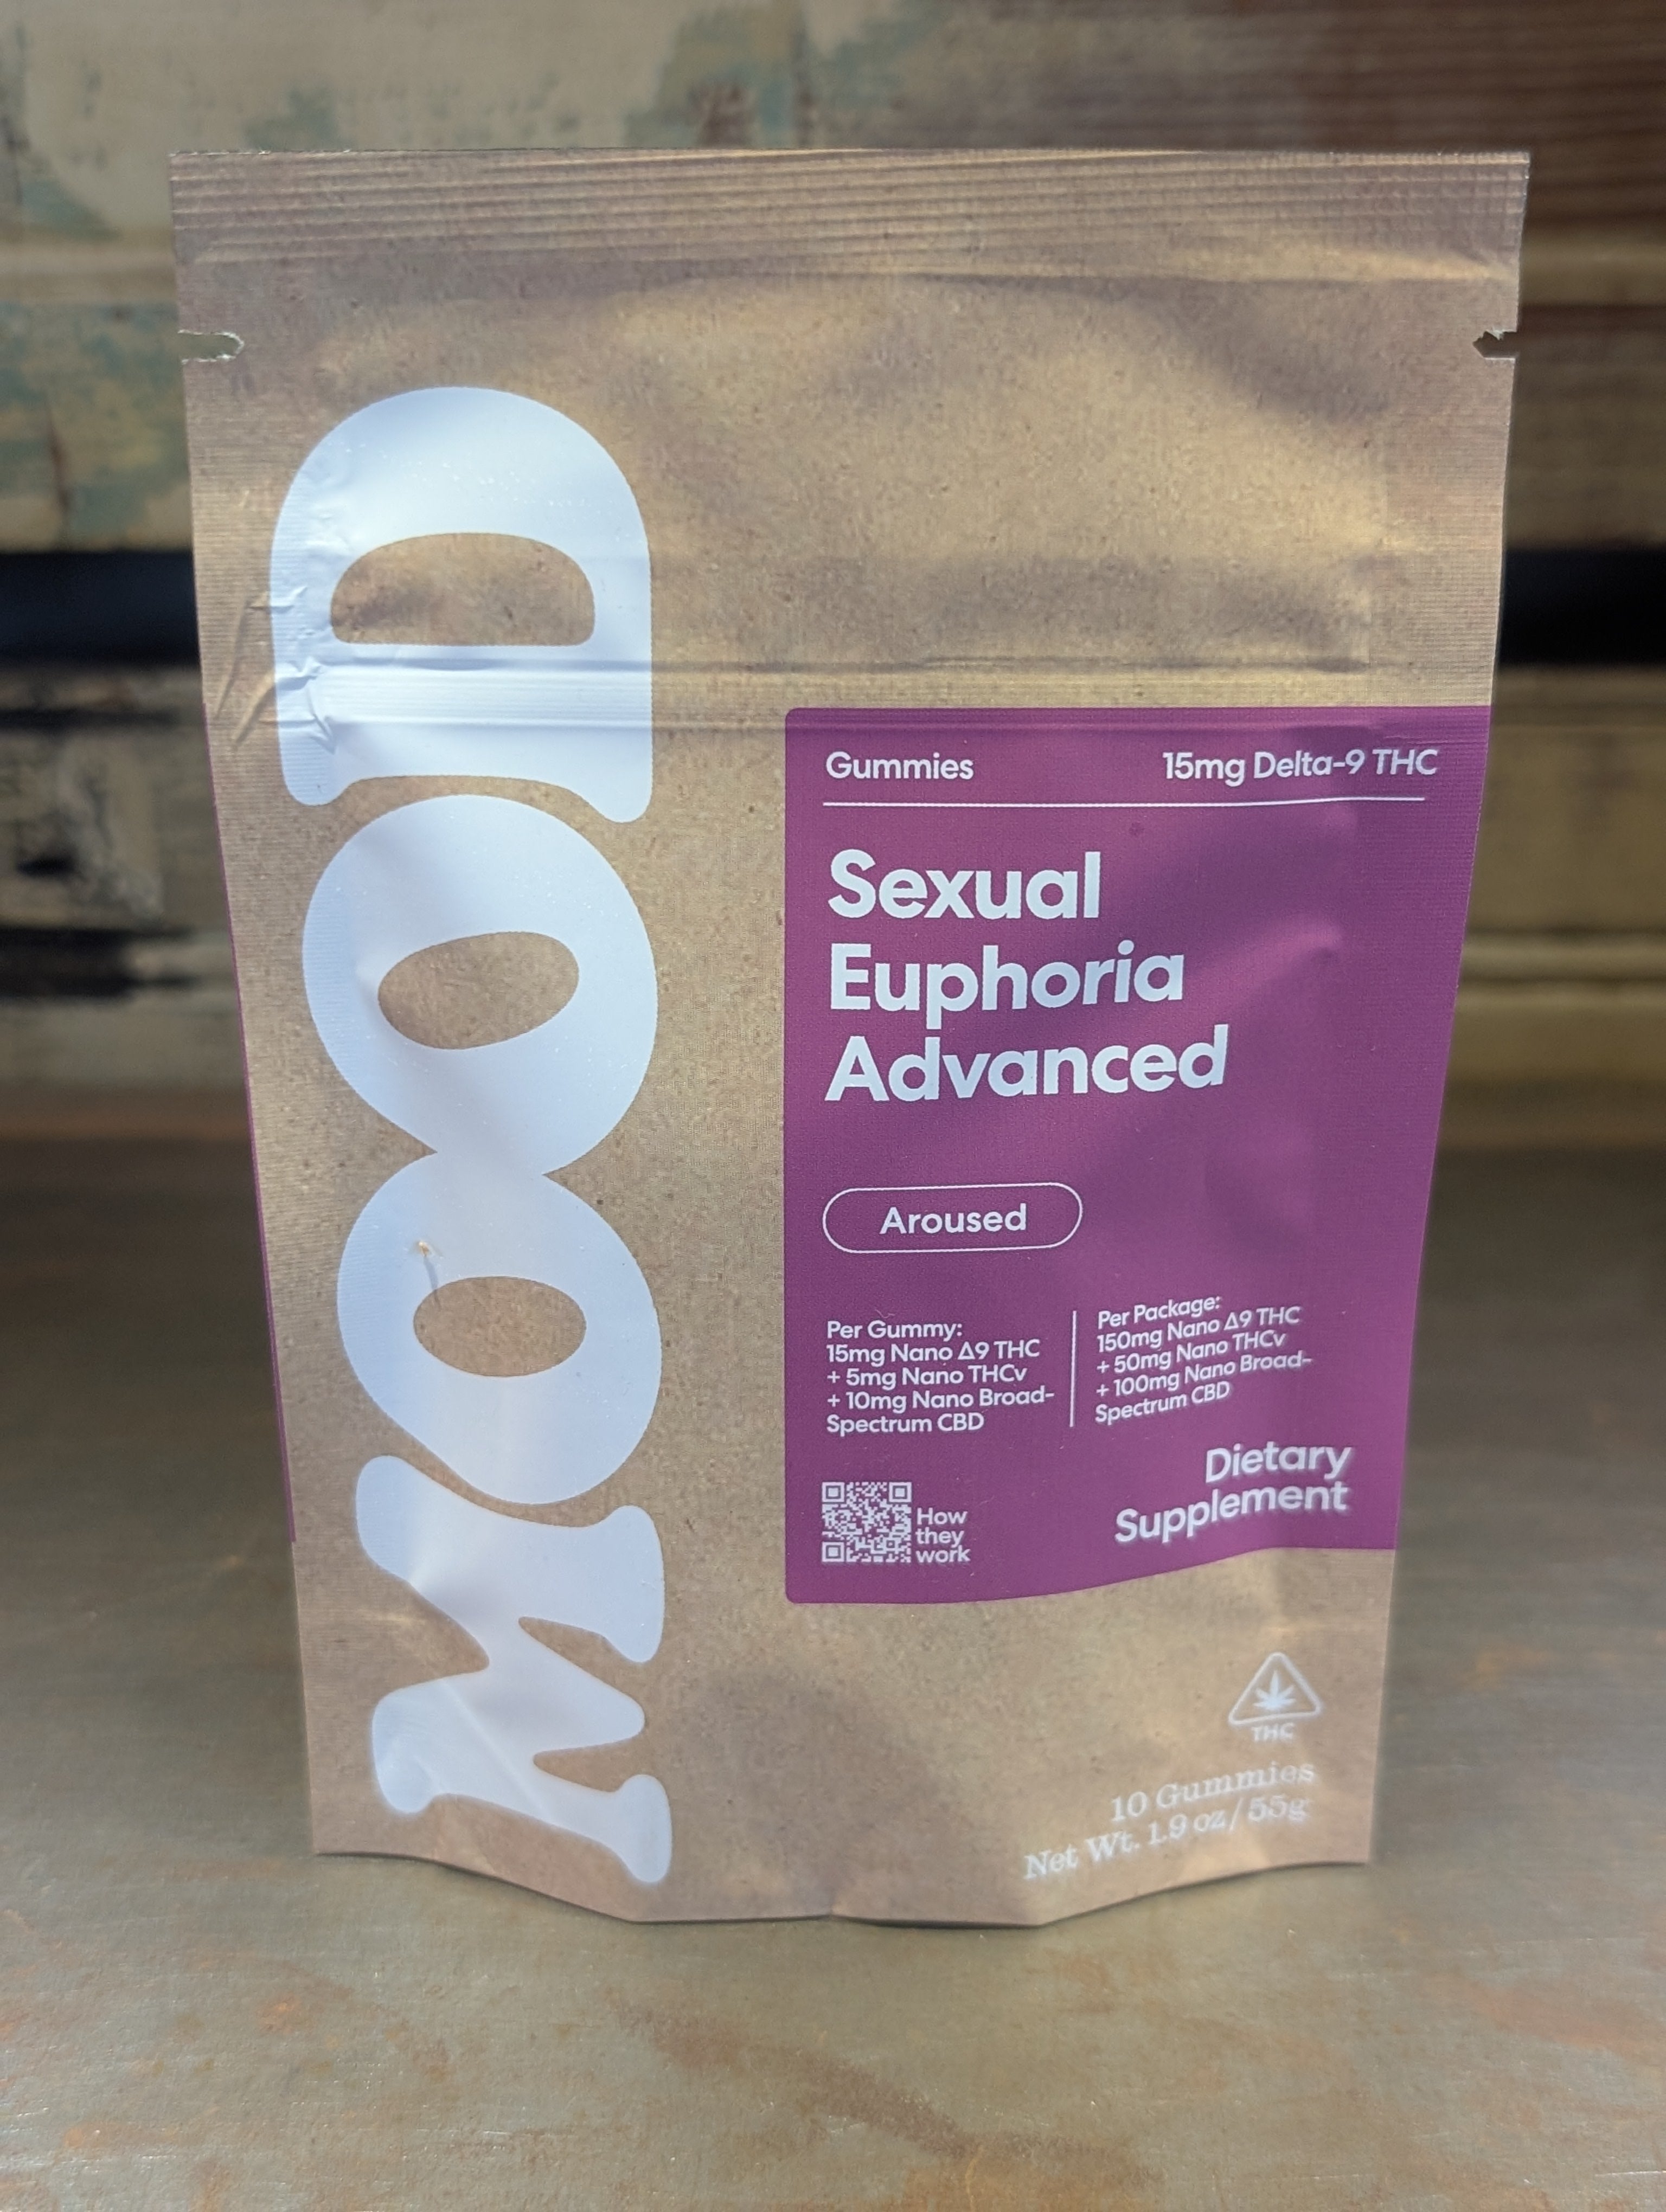 MOOD
Gummies 15mg Delta-9 THC
Sexual
Euphoria
Advanced
Aroused
Per Gummy:
15mg Nano Δ9 THC
+ 5mg Nano THCv
+ 10mg Nano Broad-
Spectrum CBD
Per Package:
150mg Nano Δ9 THC
+ 50mg Nano THCv
+ 100mg Nano Broad-
Spectrum CBD
How
they
work
Dietary
Supplement
THC
10 Gummies
Net Wt. 1.9 oz/55g